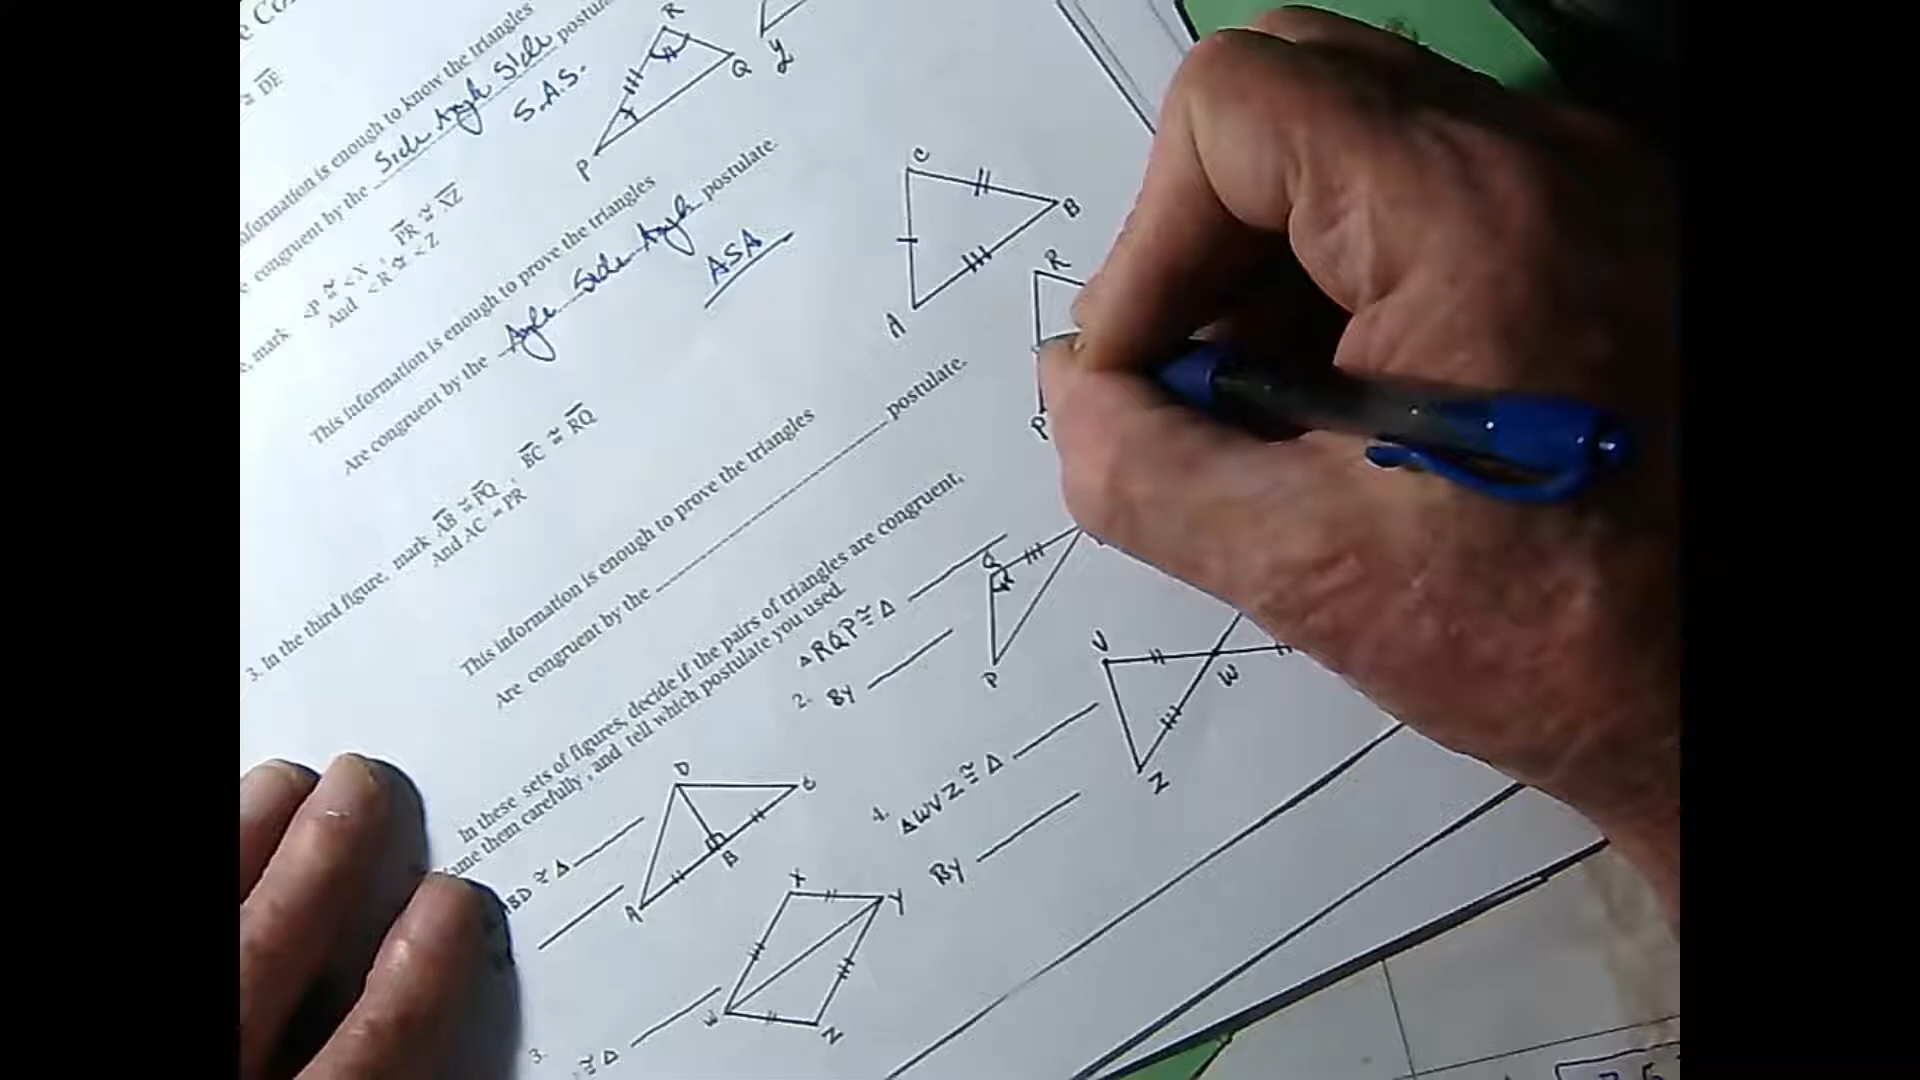 ≅ DE
information is enough to know the triangles
congruent by the Side Angle Side postulate
S.A.S.
mark <P ≅ <X, PR ≅ XZ
And <R ≅ <Z
This information is enough to prove the triangles
Are congruent by the Angle Side Angle postulate.
ASA
R
Q
P
y
C
B
A
R
P
3. In the third figure, mark AB ≅ PQ, BC ≅ RQ
And AC ≅ PR
This information is enough to prove the triangles
Are congruent by the ____ postulate.
In these sets of figures, decide if the pairs of triangles are congruent,
name them carefully, and tell which postulate you used.
BD ≅ Δ
D
C
B
A
2. ΔRQP ≅ Δ
BY
Q
P
3.
≅ Δ
X
Y
W
Z
4. ΔWVZ ≅ Δ
By
V
W
Z